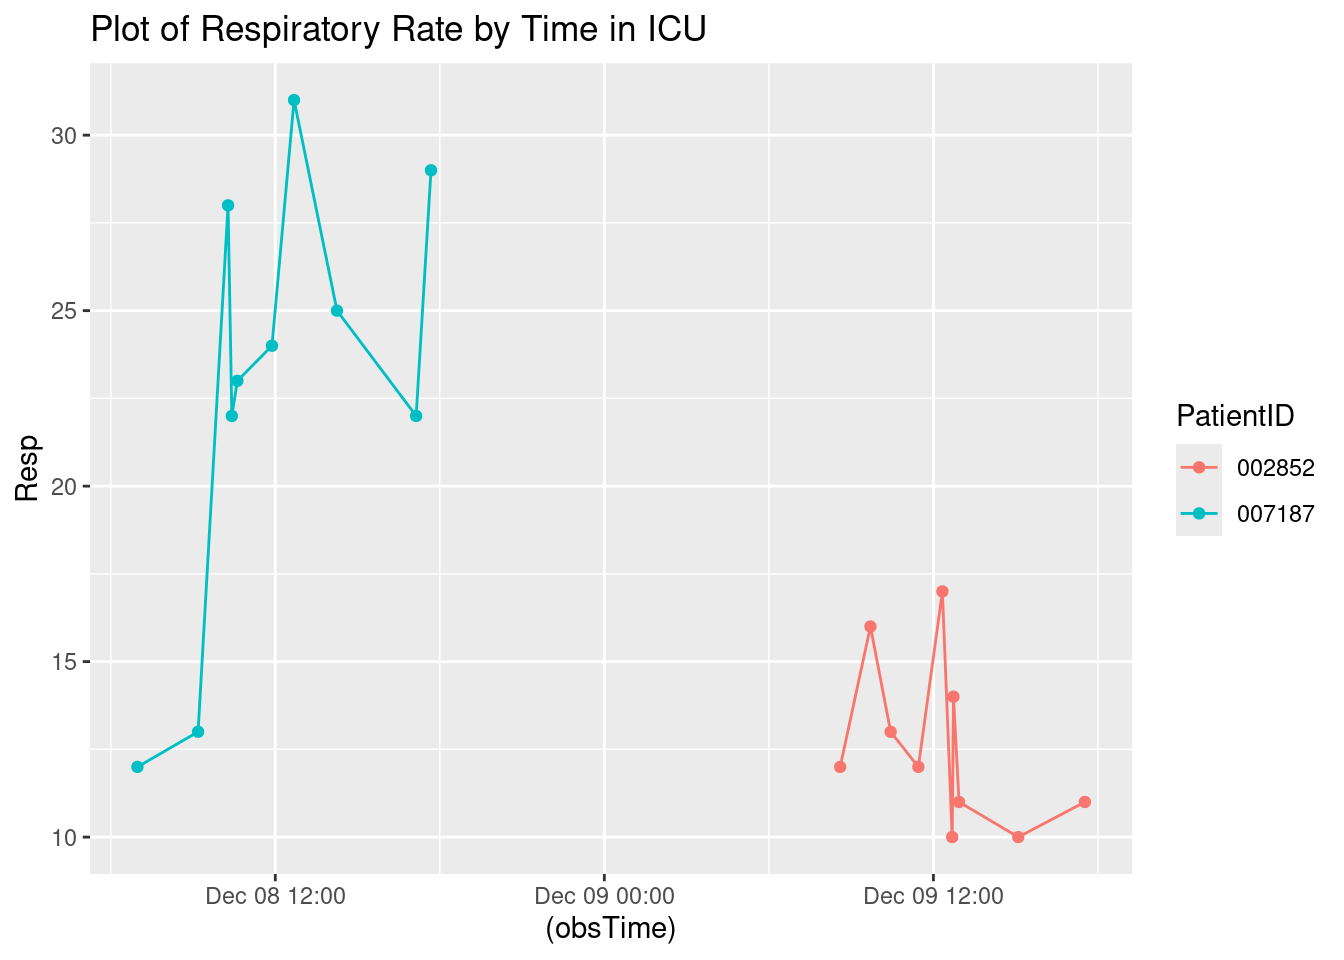 Plot of Respiratory Rate by Time in ICU
30
25
20
15
10
Resp
Dec 08 12:00
Dec 09 00:00
Dec 09 12:00
(obsTime)
PatientID
002852
007187